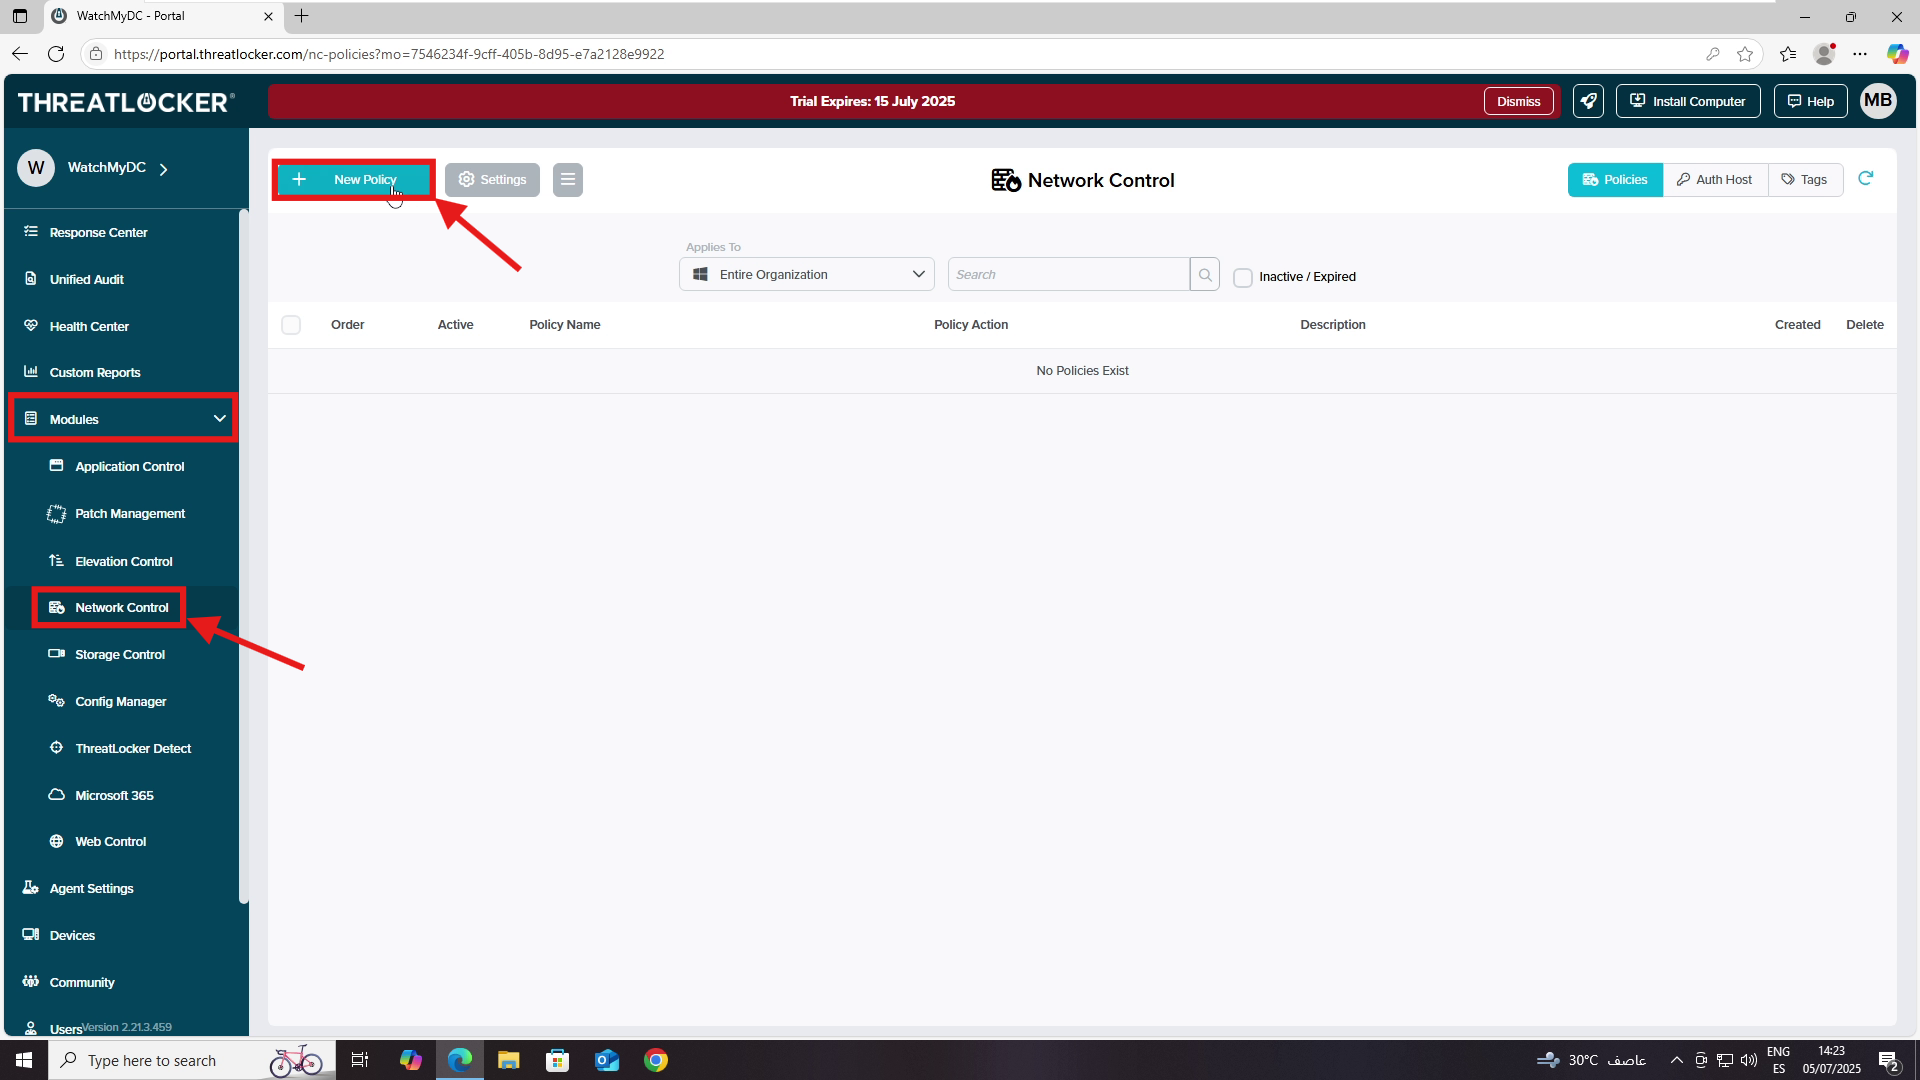 WatchMyDC - Portal
https://portal.threatlocker.com/nc-policies?mo=7546234f-9cff-405b-8d95-e7a2128e9922
THREATLOCKER®
Trial Expires: 15 July 2025
Dismiss
Install Computer
Help
MB
W
WatchMyDC
New Policy
Settings
Network Control
Policies
Auth Host
Tags
Response Center
Unified Audit
Health Center
Custom Reports
Modules
Application Control
Patch Management
Elevation Control
Network Control
Storage Control
Config Manager
ThreatLocker Detect
Microsoft 365
Web Control
Agent Settings
Devices
Community
Users
Version 2.21.3.459
Applies To
Entire Organization
Search
Inactive / Expired
Order Active Policy Name Policy Action Description Created Delete
No Policies Exist
Type here to search
30°C عاصف
ENG
ES
14:23
05/07/2025
2